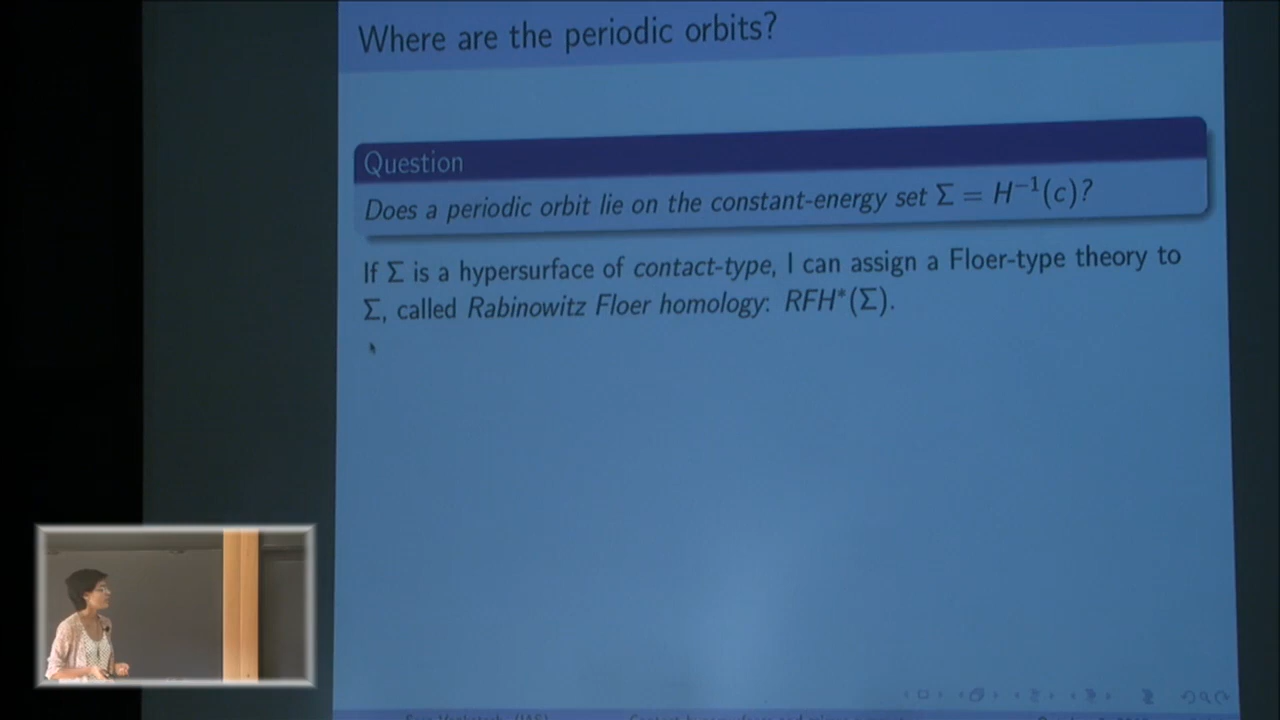 Where are the periodic orbits?
Question
Does a periodic orbit lie on the constant-energy set Σ = H⁻¹(c)?
If Σ is a hypersurface of contact-type, I can assign a Floer-type theory to
Σ, called Rabinowitz Floer homology: RFH*(Σ).